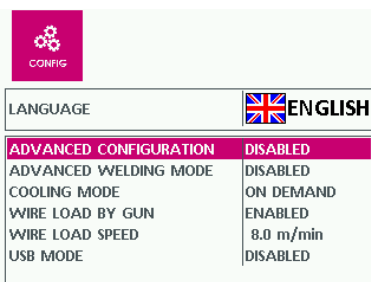 CONFIG
LANGUAGE ENGLISH
ADVANCED CONFIGURATION DISABLED
ADVANCED WELDING MODE DISABLED
COOLING MODE ON DEMAND
WIRE LOAD BY GUN ENABLED
WIRE LOAD SPEED 8.0 m/min
USB MODE DISABLED